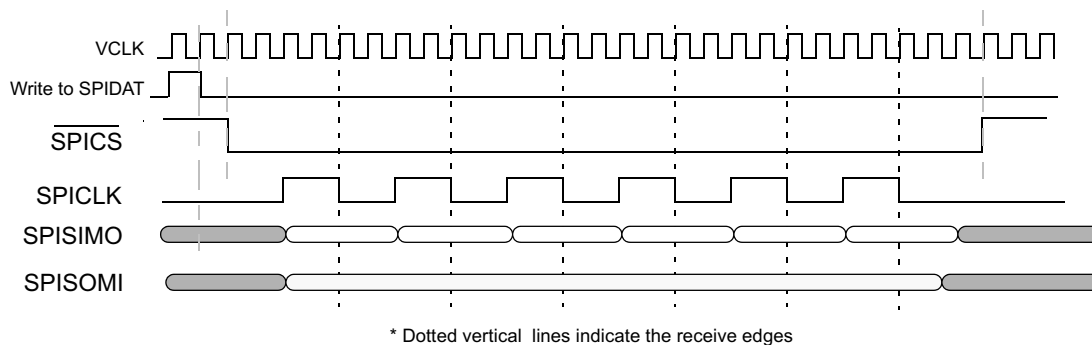 VCLK
Write to SPIDAT
SPICS
SPICLK
SPISIMO
SPISOMI
* Dotted vertical lines indicate the receive edges